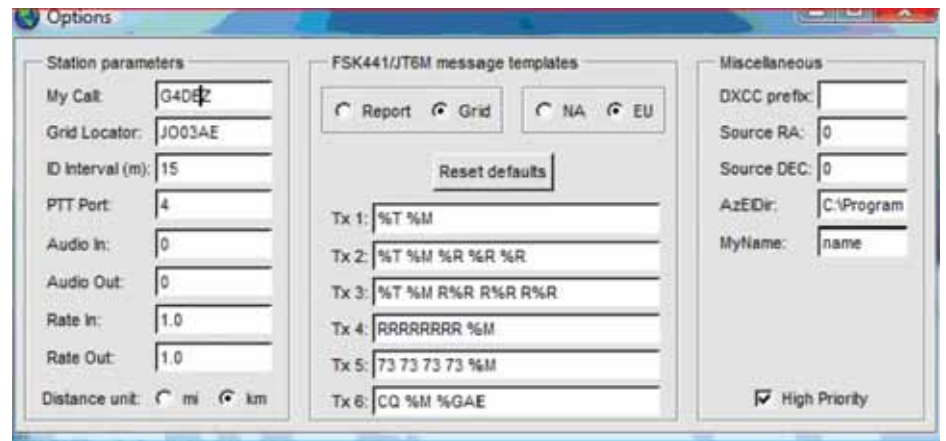 Options
Station parameters
My Call: G4DEZ
Grid Locator: JO03AE
ID Interval (m): 15
PTT Port: 4
Audio In: 0
Audio Out: 0
Rate In: 1.0
Rate Out: 1.0
Distance unit: mi km
FSK441/JT6M message templates
Report Grid NA EU
Reset defaults
Tx 1: %T %M
Tx 2: %T %M %R %R %R
Tx 3: %T %M R%R R%R R%R
Tx 4: RRRRRRRR %M
Tx 5: 73 73 73 73 %M
Tx 6: CQ %M %GAE
Miscellaneous
DXCC prefix:
Source RA: 0
Source DEC: 0
AzElDir: C:\Program
MyName: name
High Priority